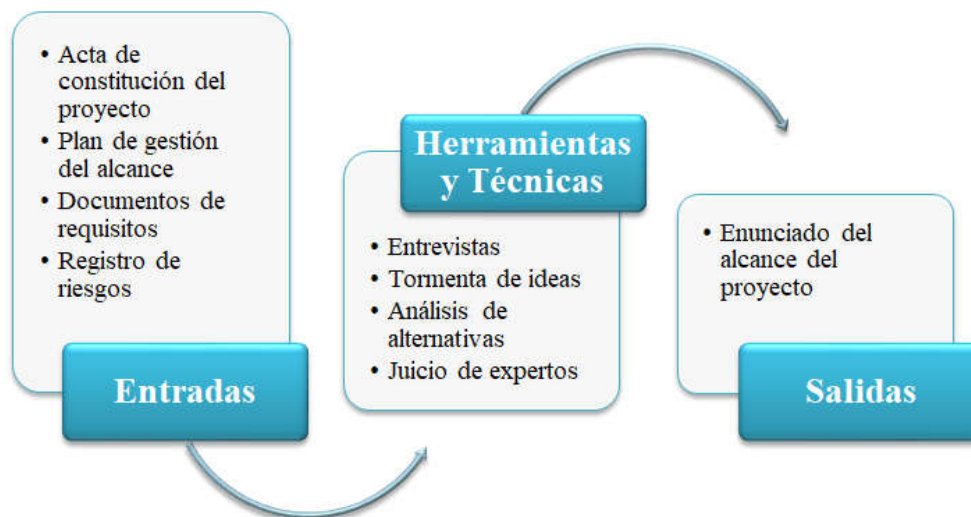 • Acta de
constitución del
proyecto
• Plan de gestión
del alcance
• Documentos de
requisitos
• Registro de
riesgos
Entradas
Herramientas
y Técnicas
• Entrevistas
• Tormenta de ideas
• Análisis de
alternativas
• Juicio de expertos
• Enunciado del
alcance del
proyecto
Salidas